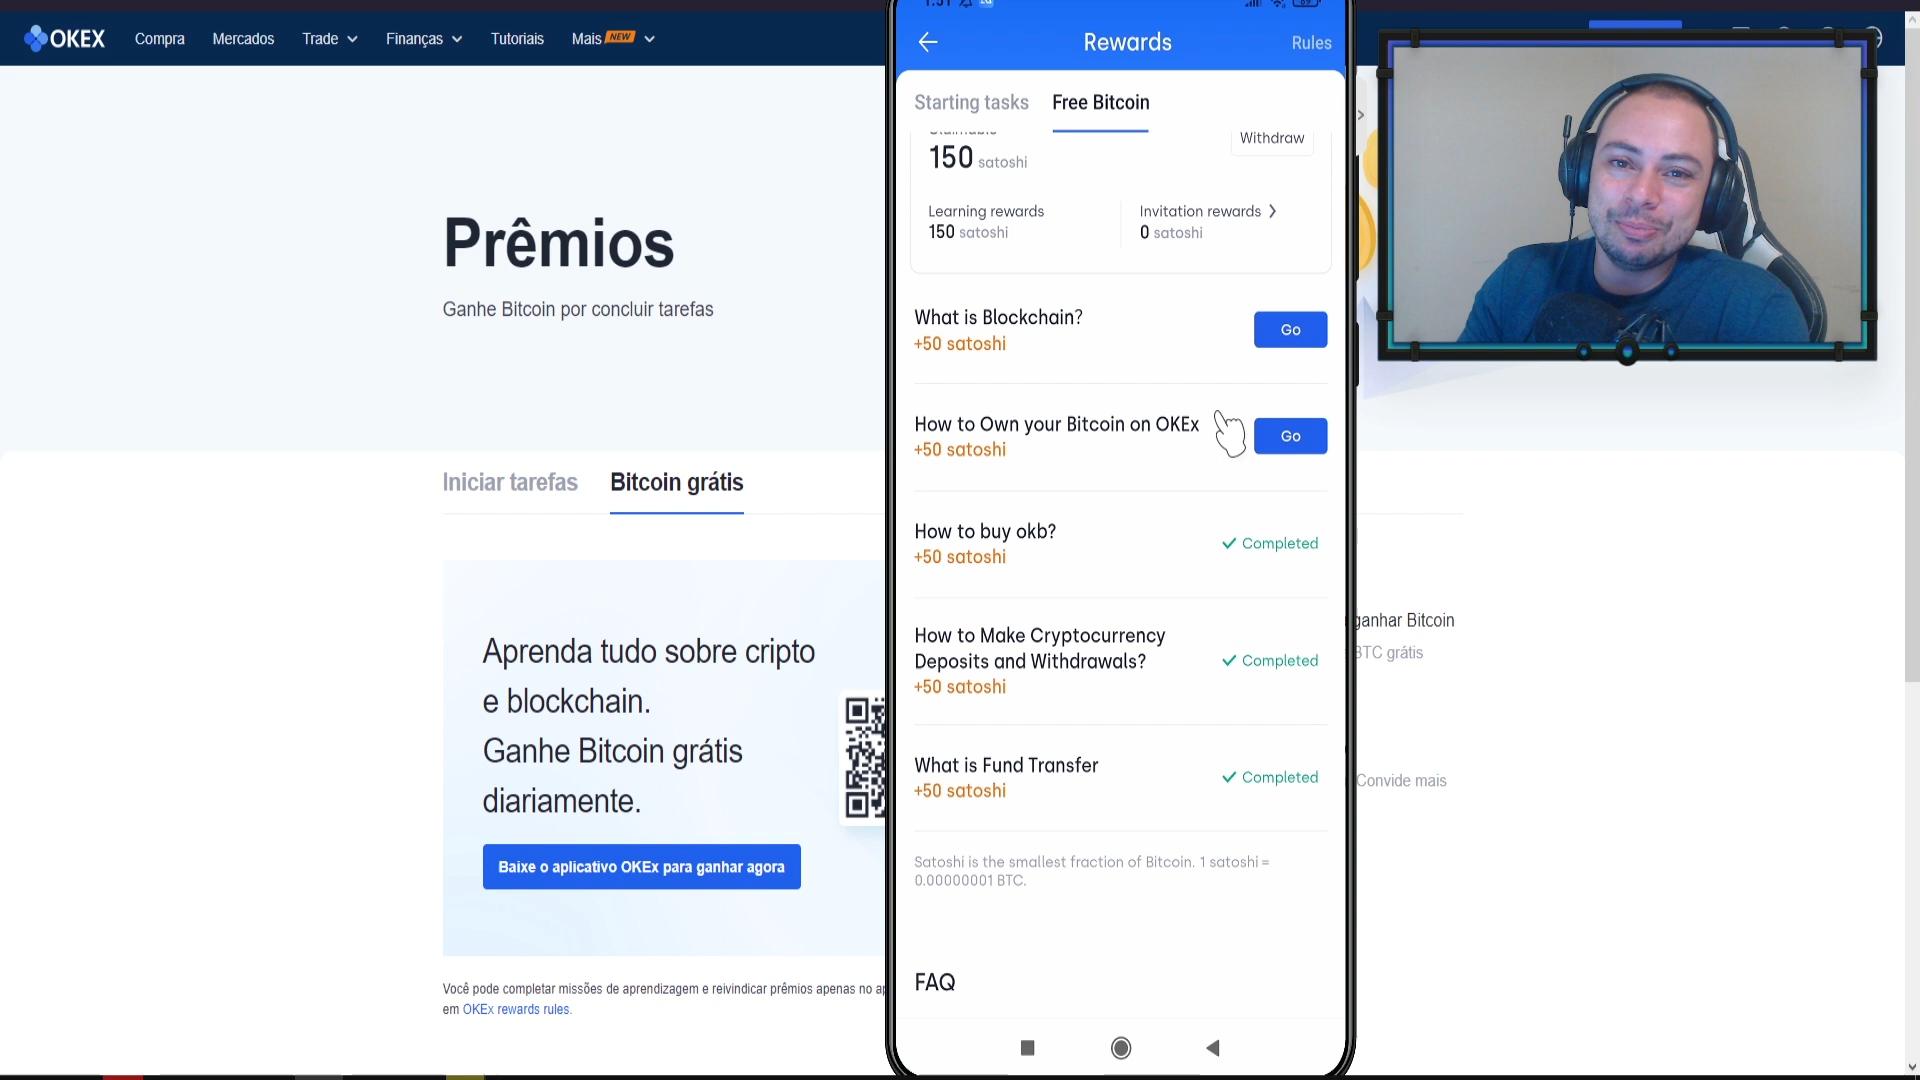 OKEX
Compra
Mercados
Trade
Finanças
Tutoriais
Mais
NEW
Prêmios
Ganhe Bitcoin por concluir tarefas
Iniciar tarefas
Bitcoin grátis
Aprenda tudo sobre cripto
e blockchain.
Ganhe Bitcoin grátis
diariamente.
Baixe o aplicativo OKEx para ganhar agora
Você pode completar missões de aprendizagem e reivindicar prêmios apenas no
em OKEx rewards rules.
Rewards
Rules
Starting tasks
Free Bitcoin
150 satoshi
Withdraw
Learning rewards
150 satoshi
Invitation rewards
0 satoshi
What is Blockchain?
+50 satoshi
Go
How to Own your Bitcoin on OKEx
+50 satoshi
Go
How to buy okb?
+50 satoshi
Completed
How to Make Cryptocurrency
Deposits and Withdrawals?
+50 satoshi
Completed
What is Fund Transfer
+50 satoshi
Completed
Satoshi is the smallest fraction of Bitcoin. 1 satoshi =
0.00000001 BTC.
FAQ
ganhar Bitcoin
BTC grátis
Convide mais